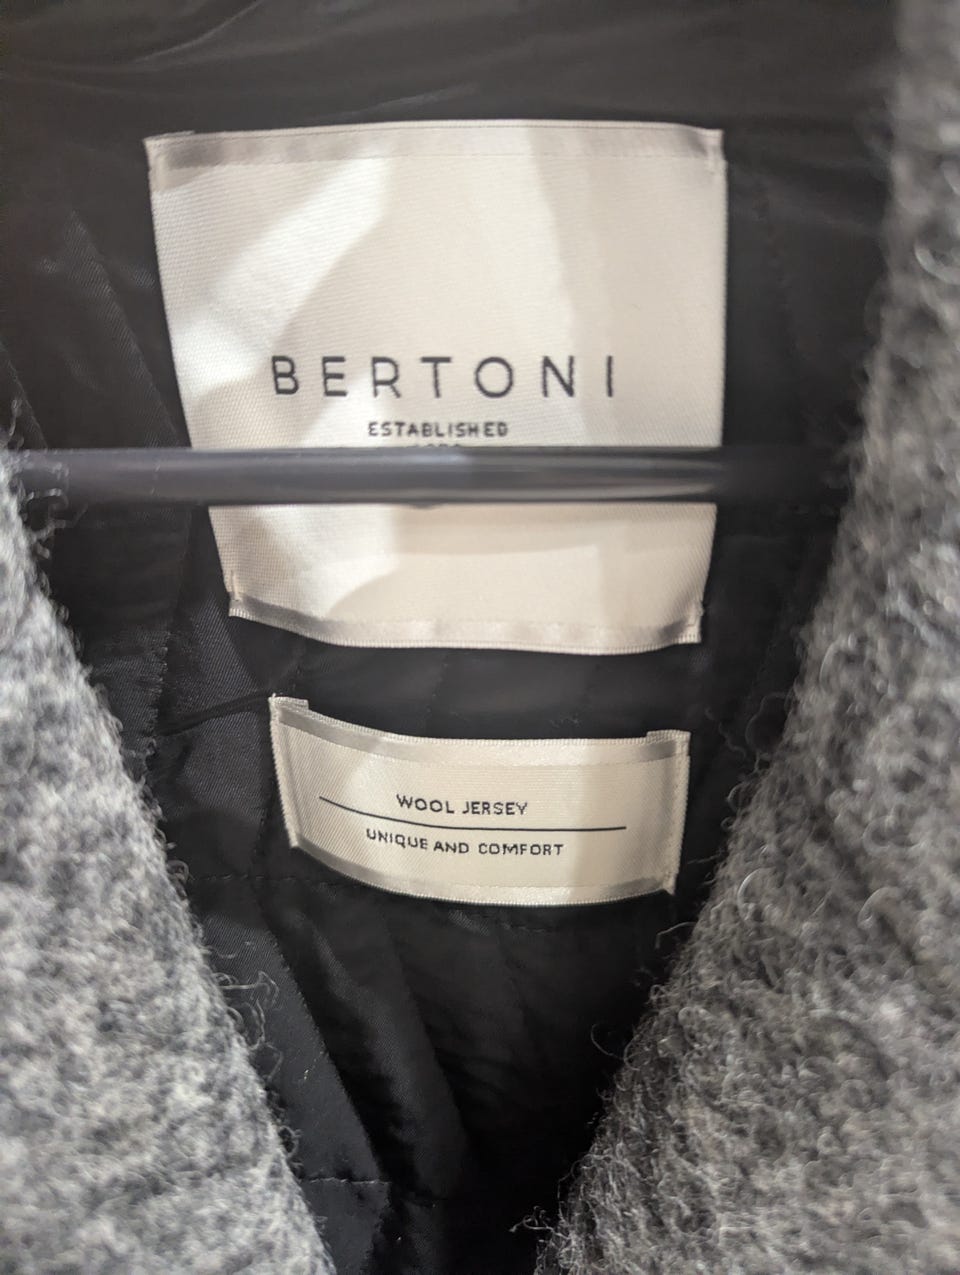 BERTONI
ESTABLISHED
WOOL JERSEY
UNIQUE AND COMFORT